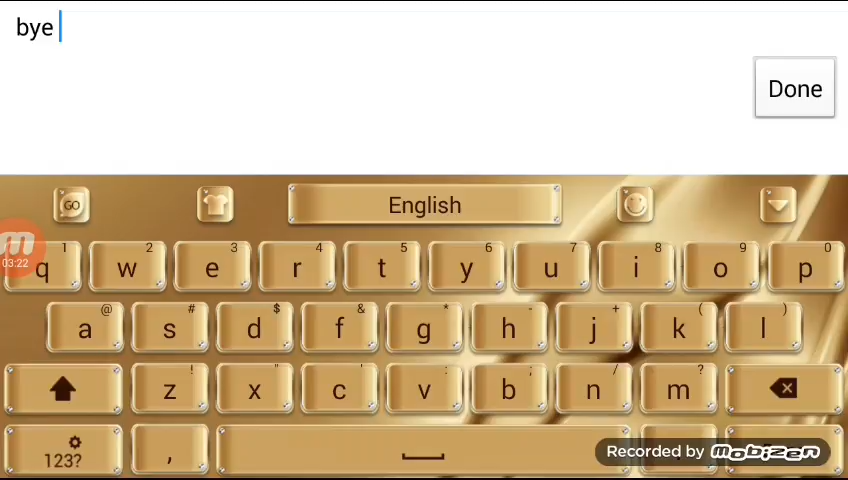 bye
Done
GO
English
03:22
1 2 3 4 5 6 7 8 9 0
q w e r t y u i o p
@ # $ & * - + ( )
a s d f g h j k l
! " ' : ; / ?
z x c v b n m
123? ,
Recorded by mobizen